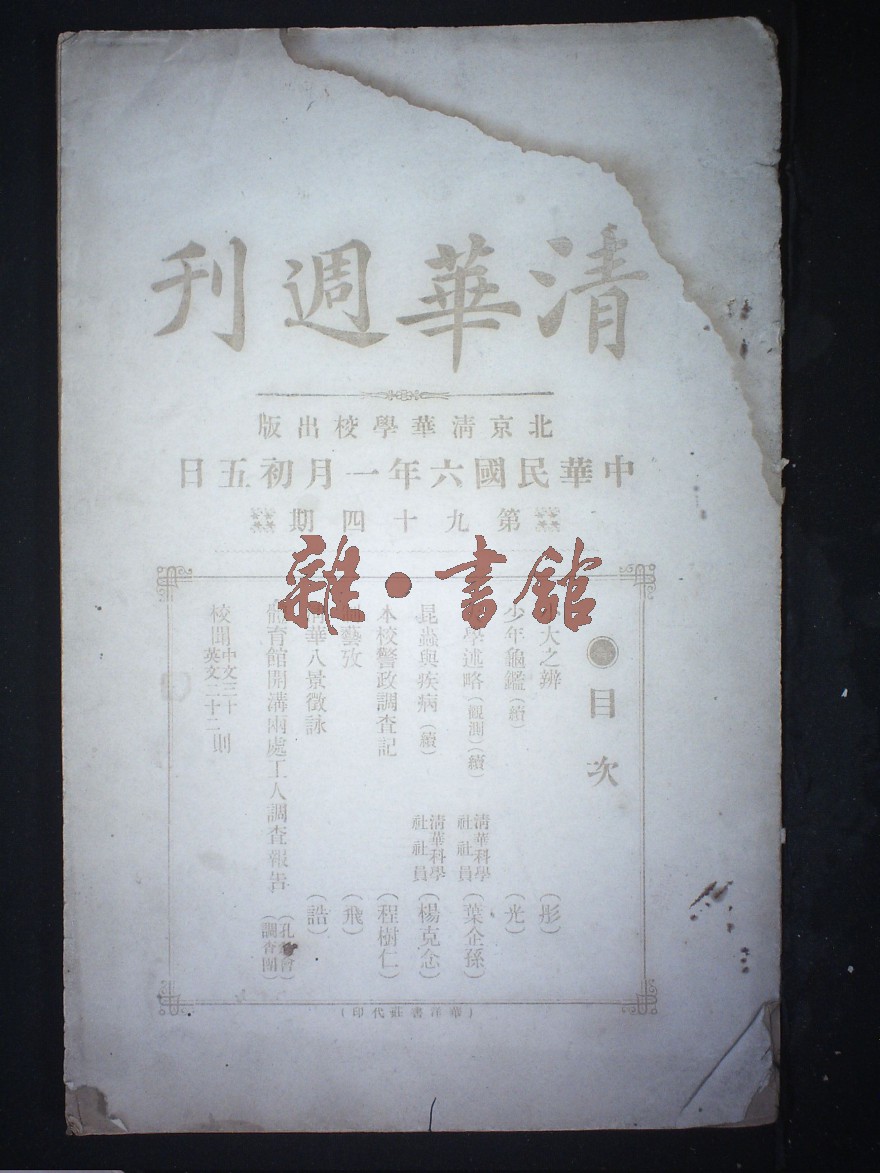 清華週刊
北京清華學校出版
中華民國六年一月初五日
第九十四期
雜・書館
目次
大之辨（彤）
少年龜鑑（續）（光）
學述略（觀瀾）（續）清華科學社社員（葉企孫）
昆蟲與疾病（續）清華科學社社員（楊克念）
本校警政調查記（程樹仁）
藝攷（飛）
華八景徵詠（誥）
體育館開溝兩處工人調查報告（孔會調查團）
校聞中文三十英文二十二則
（華洋書莊代印）